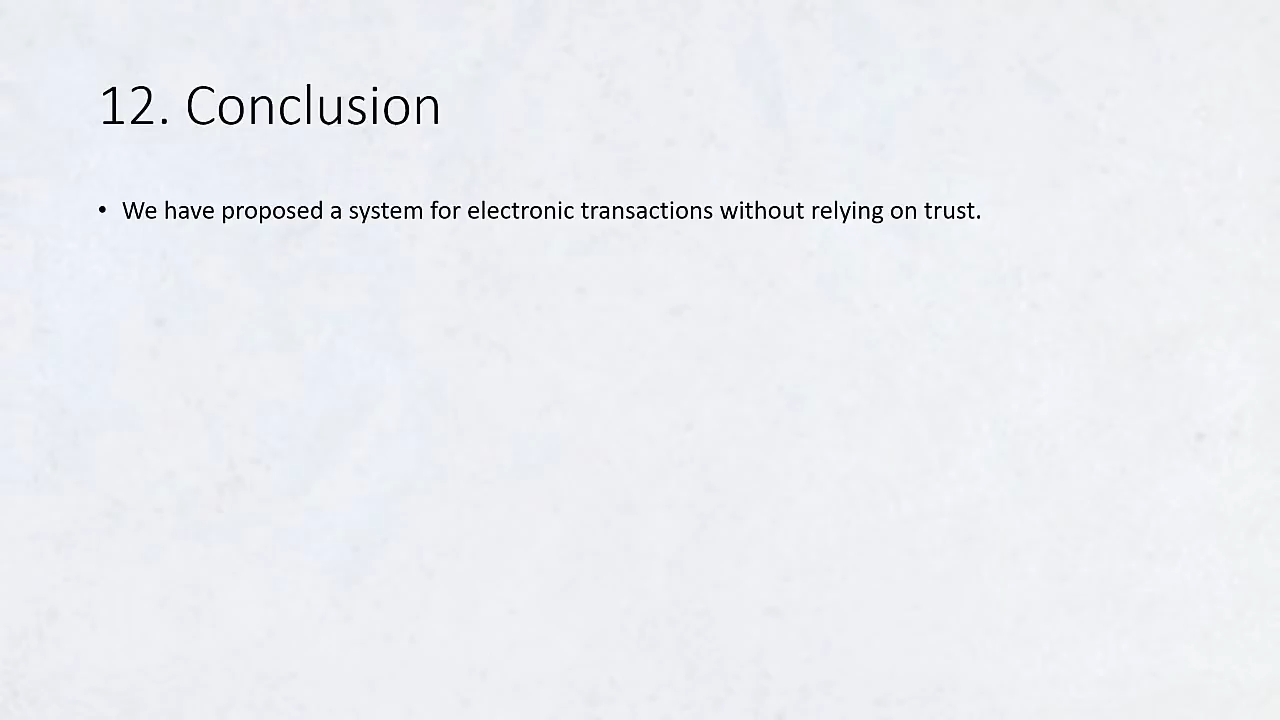 12. Conclusion
• We have proposed a system for electronic transactions without relying on trust.